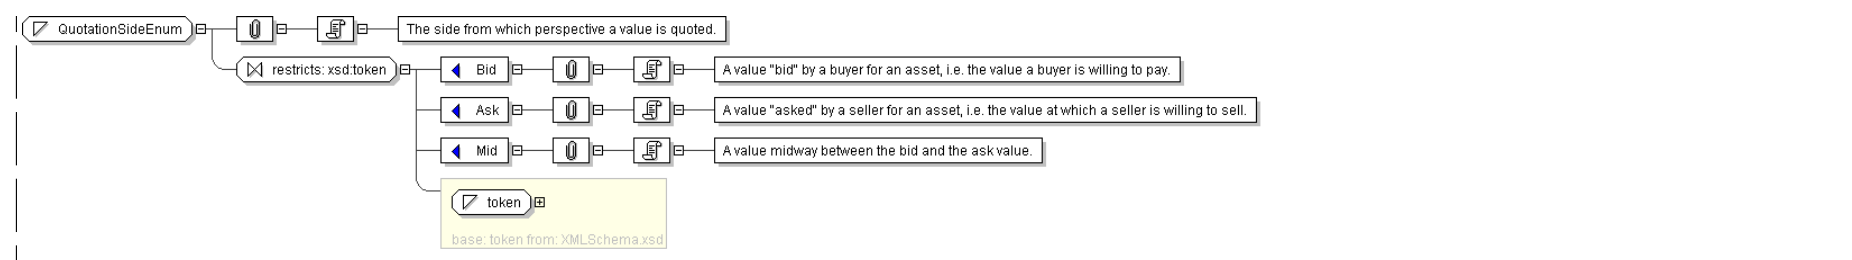 QuotationSideEnum
The side from which perspective a value is quoted.
restricts: xsd:token
Bid
A value "bid" by a buyer for an asset, i.e. the value a buyer is willing to pay.
Ask
A value "asked" by a seller for an asset, i.e. the value at which a seller is willing to sell.
Mid
A value midway between the bid and the ask value.
token
base: token from: XMLSchema.xsd